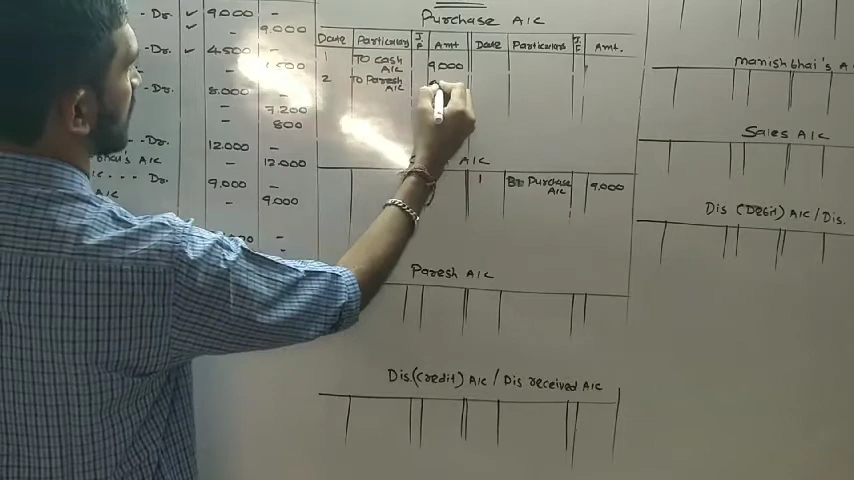 - Dr. ✓ 9.000 -
✓ - 9.000
- Dr. ✓ 4.500 -
-
- Dr. 8.000 -
- 7.200
- 800
- - Dr. 12.000 -
bhai's A/C - 12.000
- - - Dr. 9.000 -
A/C - 9.000
Purchase A/C
Date Particulars J.F Amt Date Particulars J.F Amt.
1 To cash A/C 9,000
2 To Paresh A/C
A/C
1 By Purchase A/C 9,000
Paresh A/C
Dis.(credit) A/C / Dis received A/C
manishbhai's A/C
Sales A/C
Dis (Debit) A/C / Dis.